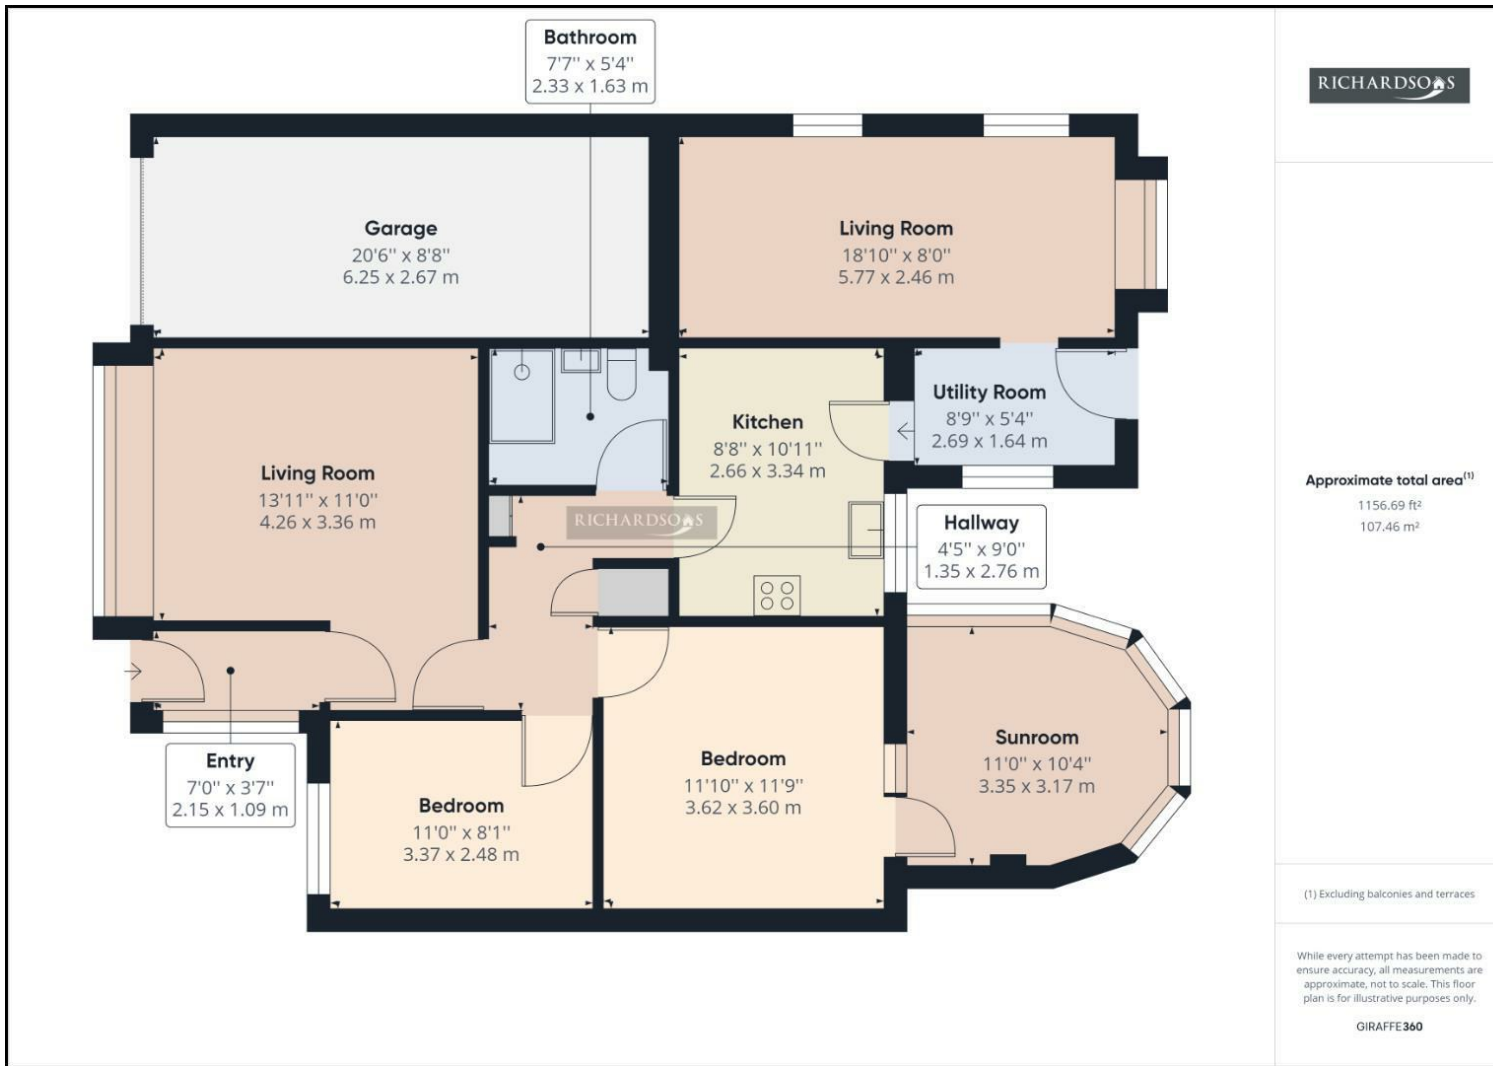 Bathroom
7'7" x 5'4"
2.33 x 1.63 m
RICHARDSONS
Garage
20'6" x 8'8"
6.25 x 2.67 m
Living Room
18'10" x 8'0"
5.77 x 2.46 m
Utility Room
8'9" x 5'4"
2.69 x 1.64 m
Kitchen
8'8" x 10'11"
2.66 x 3.34 m
Living Room
13'11" x 11'0"
4.26 x 3.36 m
RICHARDSONS
Hallway
4'5" x 9'0"
1.35 x 2.76 m
Entry
7'0" x 3'7"
2.15 x 1.09 m
Bedroom
11'0" x 8'1"
3.37 x 2.48 m
Bedroom
11'10" x 11'9"
3.62 x 3.60 m
Sunroom
11'0" x 10'4"
3.35 x 3.17 m
Approximate total area(1)
1156.69 ft²
107.46 m²
(1) Excluding balconies and terraces
While every attempt has been made to
ensure accuracy, all measurements are
approximate, not to scale. This floor
plan is for illustrative purposes only.
GIRAFFE360